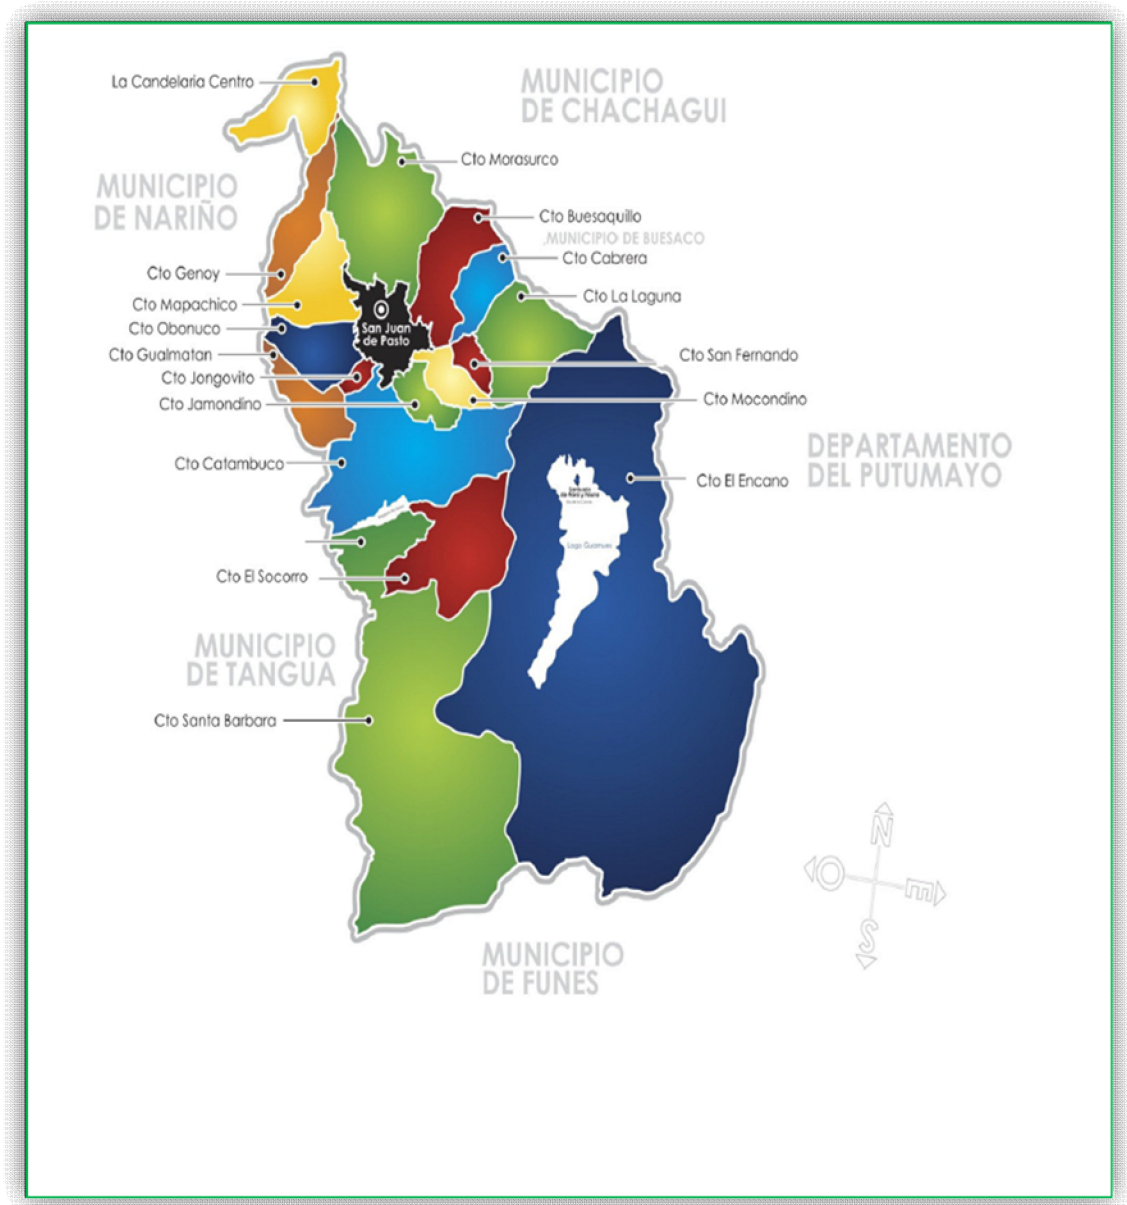 La Candelaria Centro
MUNICIPIO
DE CHACHAGUI
Cto Morasurco
MUNICIPIO
DE NARIÑO
Cto Buesaquillo
,MUNICIPIO DE BUESACO
Cto Cabrera
Cto Genoy
Cto La Laguna
Cto Mapachico
Cto Obonuco
San Juan
de Pasto
Cto Gualmatan
Cto San Fernando
Cto Jongovito
Cto Jamondino
Cto Mocondino
DEPARTAMENTO
DEL PUTUMAYO
Cto Catambuco
Cto El Encano
Lago Guamues
Cto El Socorro
MUNICIPIO
DE TANGUA
Cto Santa Barbara
N
O
E
S
MUNICIPIO
DE FUNES